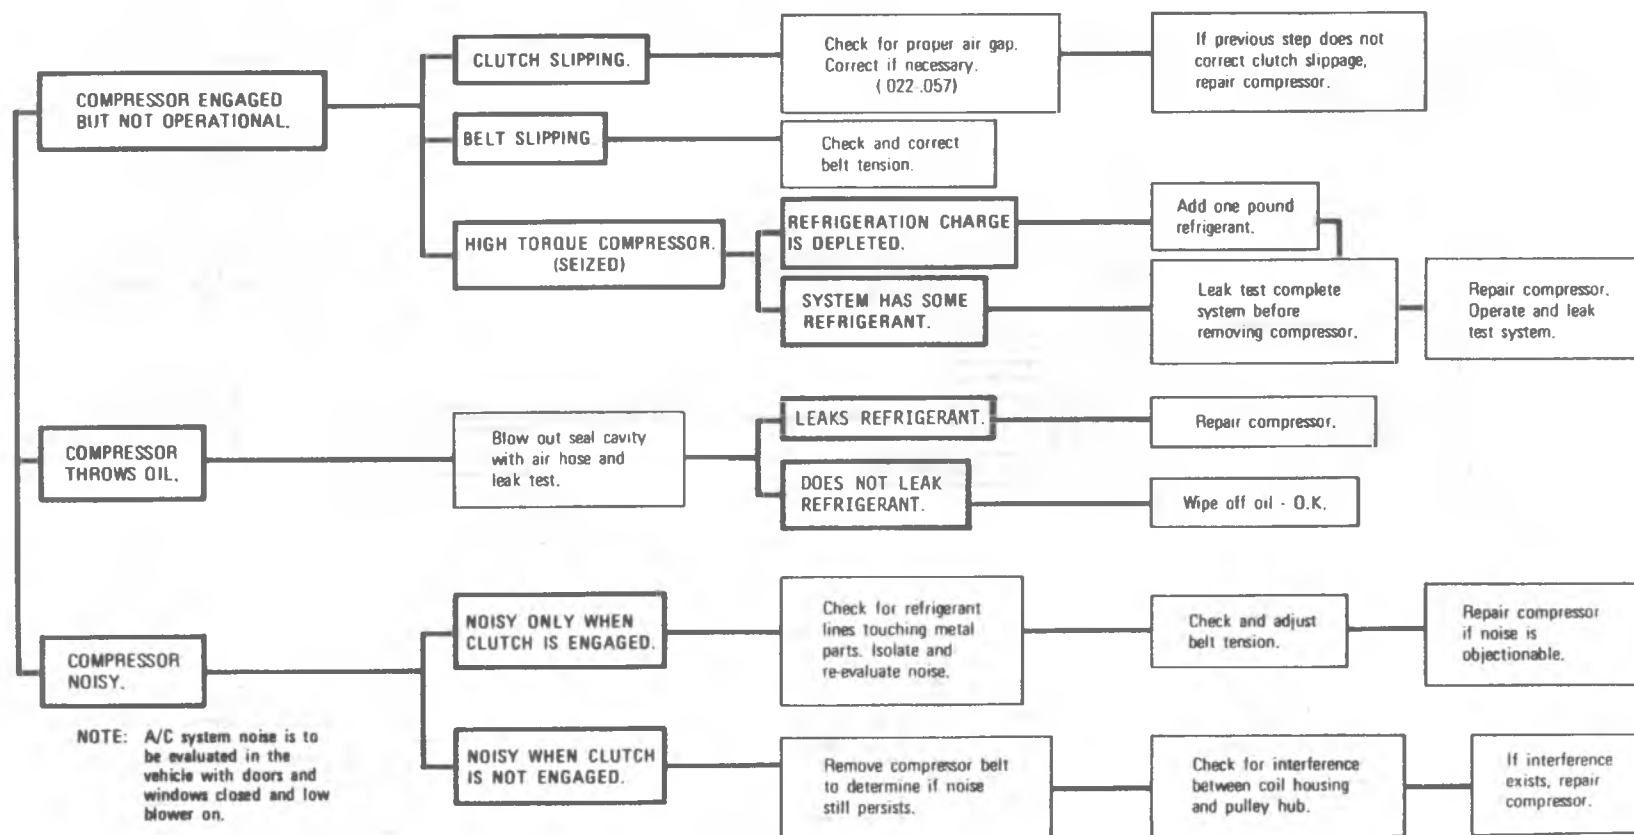 COMPRESSOR ENGAGED
BUT NOT OPERATIONAL.
CLUTCH SLIPPING.
Check for proper air gap.
Correct if necessary.
(022-.057)
If previous step does not
correct clutch slippage,
repair compressor.
BELT SLIPPING
Check and correct
belt tension.
HIGH TORQUE COMPRESSOR.
(SEIZED)
REFRIGERATION CHARGE
IS DEPLETED.
Add one pound
refrigerant.
SYSTEM HAS SOME
REFRIGERANT.
Leak test complete
system before
removing compressor.
Repair compressor.
Operate and leak
test system.
COMPRESSOR
THROWS OIL.
Blow out seal cavity
with air hose and
leak test.
LEAKS REFRIGERANT.
Repair compressor.
DOES NOT LEAK
REFRIGERANT.
Wipe off oil - O.K.
COMPRESSOR
NOISY.
NOISY ONLY WHEN
CLUTCH IS ENGAGED.
Check for refrigerant
lines touching metal
parts. Isolate and
re-evaluate noise.
Check and adjust
belt tension.
Repair compressor
if noise is
objectionable.
NOISY WHEN CLUTCH
IS NOT ENGAGED.
Remove compressor belt
to determine if noise
still persists.
Check for interference
between coil housing
and pulley hub.
If interference
exists, repair
compressor.
NOTE: A/C system noise is to
be evaluated in the
vehicle with doors and
windows closed and low
blower on.